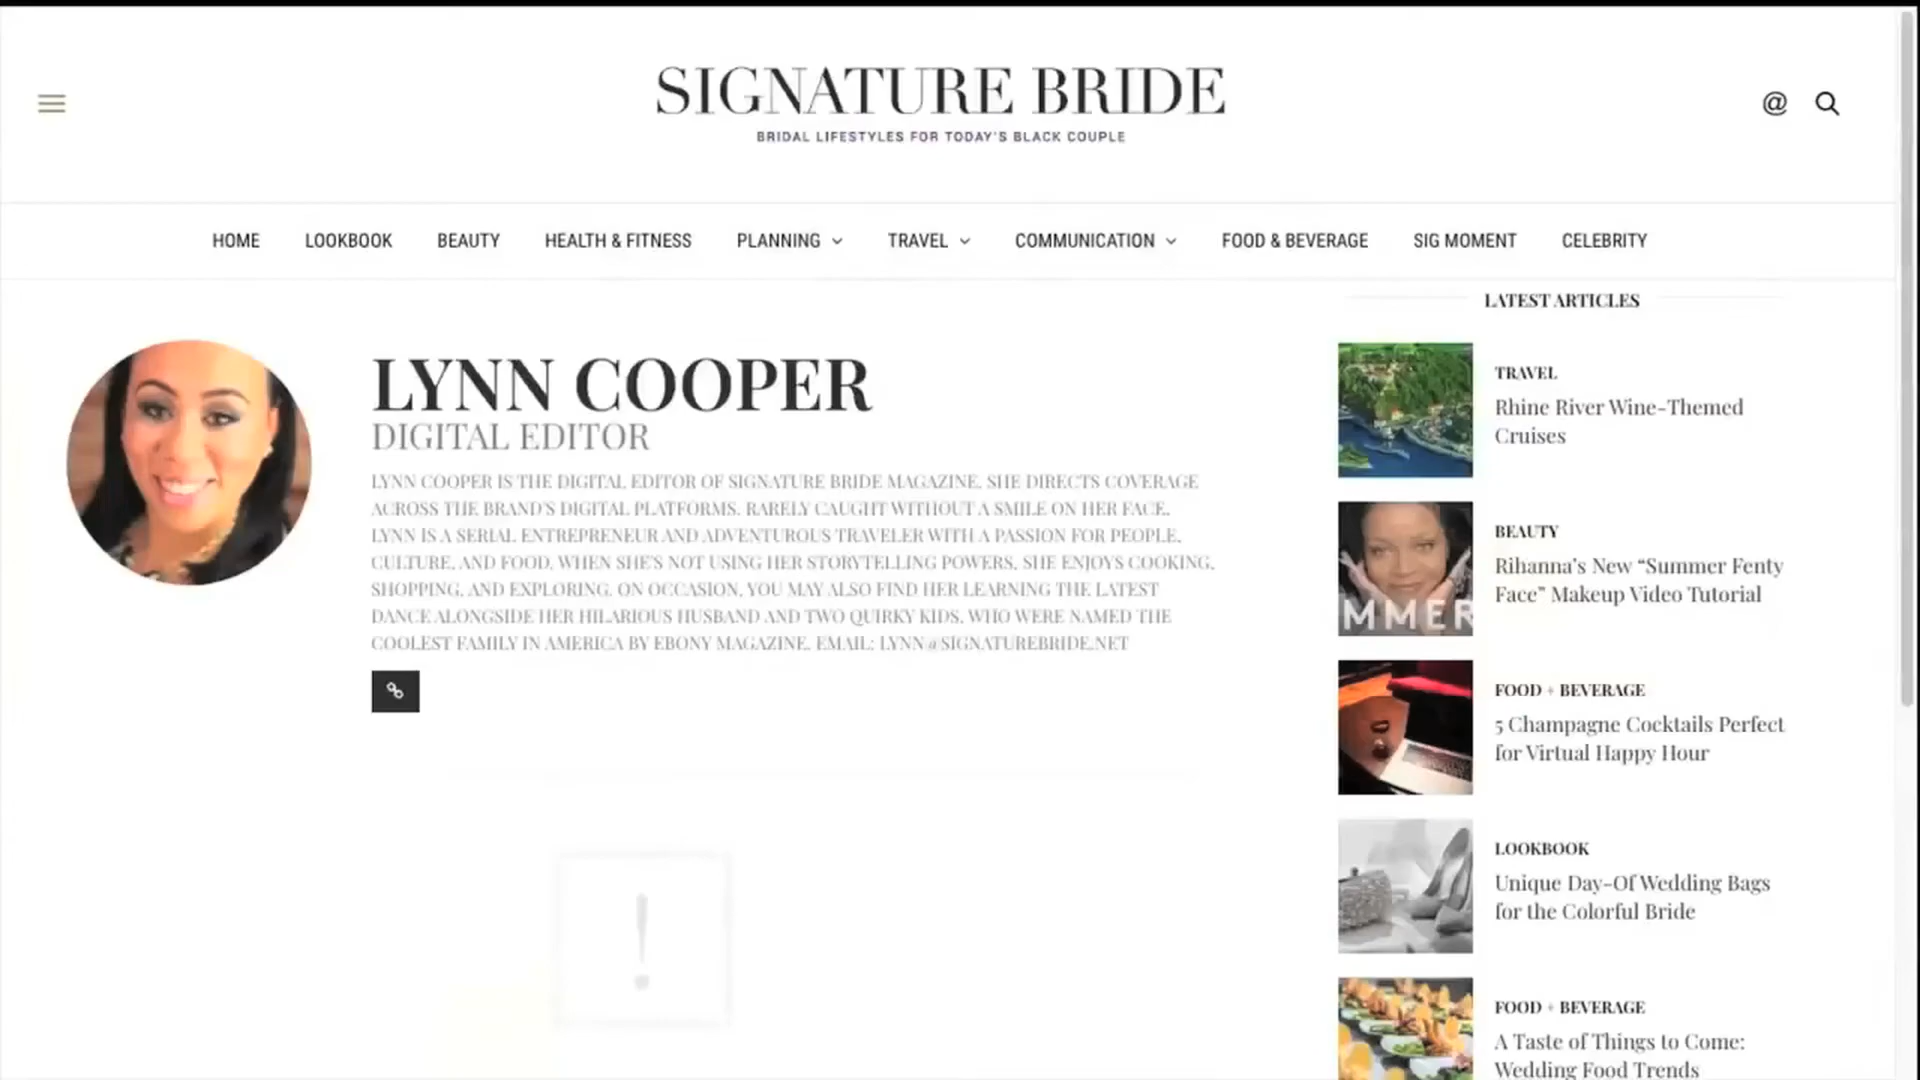 SIGNATURE BRIDE
BRIDAL LIFESTYLES FOR TODAY'S BLACK COUPLE
@
HOME LOOKBOOK BEAUTY HEALTH & FITNESS PLANNING TRAVEL COMMUNICATION FOOD & BEVERAGE SIG MOMENT CELEBRITY
LYNN COOPER
DIGITAL EDITOR
LYNN COOPER IS THE DIGITAL EDITOR OF SIGNATURE BRIDE MAGAZINE. SHE DIRECTS COVERAGE
ACROSS THE BRAND'S DIGITAL PLATFORMS. RARELY CAUGHT WITHOUT A SMILE ON HER FACE,
LYNN IS A SERIAL ENTREPRENEUR AND ADVENTUROUS TRAVELER WITH A PASSION FOR PEOPLE,
CULTURE, AND FOOD. WHEN SHE'S NOT USING HER STORYTELLING POWERS, SHE ENJOYS COOKING,
SHOPPING, AND EXPLORING. ON OCCASION, YOU MAY ALSO FIND HER LEARNING THE LATEST
DANCE ALONGSIDE HER HILARIOUS HUSBAND AND TWO QUIRKY KIDS, WHO WERE NAMED THE
COOLEST FAMILY IN AMERICA BY EBONY MAGAZINE. EMAIL: LYNN@SIGNATUREBRIDE.NET
!
LATEST ARTICLES
TRAVEL
Rhine River Wine-Themed
Cruises
BEAUTY
Rihanna's New “Summer Fenty
Face” Makeup Video Tutorial
MMER
FOOD + BEVERAGE
5 Champagne Cocktails Perfect
for Virtual Happy Hour
LOOKBOOK
Unique Day-Of Wedding Bags
for the Colorful Bride
FOOD + BEVERAGE
A Taste of Things to Come:
Wedding Food Trends